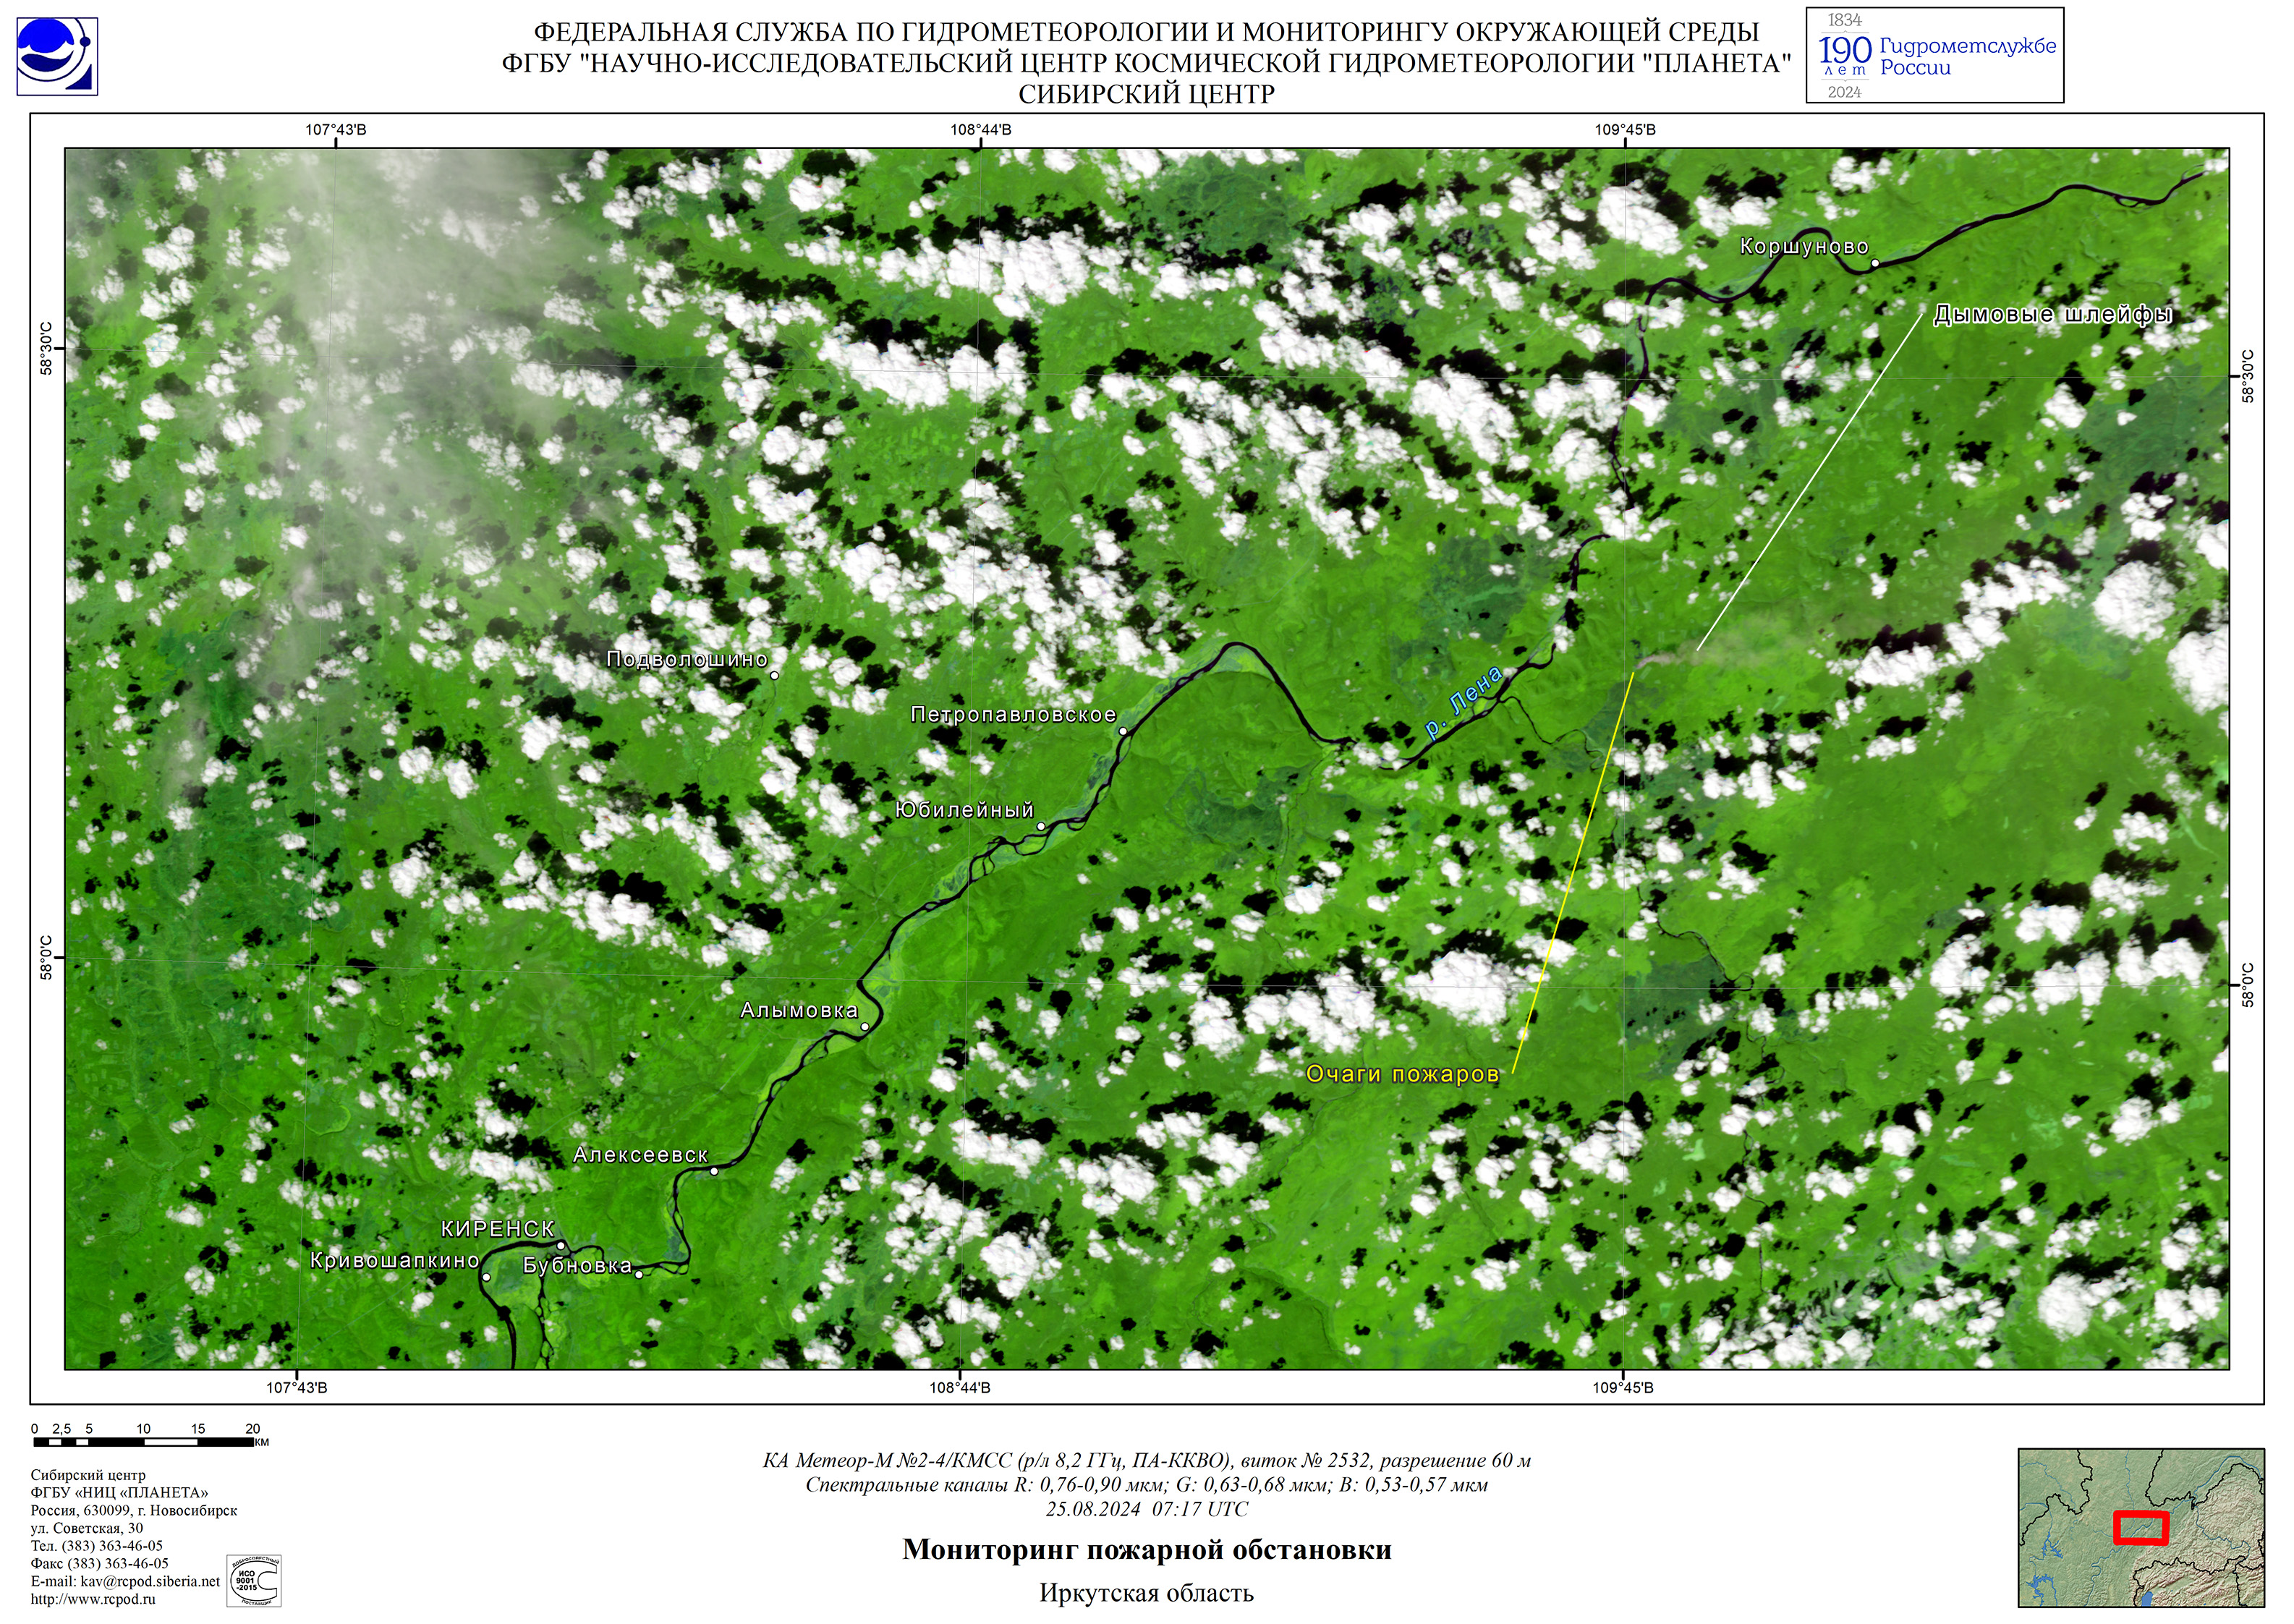 ФЕДЕРАЛЬНАЯ СЛУЖБА ПО ГИДРОМЕТЕОРОЛОГИИ И МОНИТОРИНГУ ОКРУЖАЮЩЕЙ СРЕДЫ
ФГБУ "НАУЧНО-ИССЛЕДОВАТЕЛЬСКИЙ ЦЕНТР КОСМИЧЕСКОЙ ГИДРОМЕТЕОРОЛОГИИ "ПЛАНЕТА"
СИБИРСКИЙ ЦЕНТР
1834
190 лет
Гидрометслужбе
России
2024
107°43'В
108°44'В
109°45'В
58°30'С
58°30'С
58°0'С
58°0'С
Коршуново
Дымовые шлейфы
Подволошино
р. Лена
Петропавловское
Юбилейный
Алымовка
Очаги пожаров
Алексеевск
КИРЕНСК
Кривошапкино
Бубновка
107°43'В
108°44'В
109°45'В
0 2,5 5 10 15 20
км
Сибирский центр
ФГБУ «НИЦ «ПЛАНЕТА»
Россия, 630099, г. Новосибирск
ул. Советская, 30
Тел. (383) 363-46-05
Факс (383) 363-46-05
E-mail: kav@rcpod.siberia.net
http://www.rcpod.ru
ДОБРОСОВЕСТНЫЙ
ИСО
9001
-2015
ПОСТАВЩИК
КА Метеор-М №2-4/КМСС (р/л 8,2 ГГц, ПА-ККВО), виток № 2532, разрешение 60 м
Спектральные каналы R: 0,76-0,90 мкм; G: 0,63-0,68 мкм; B: 0,53-0,57 мкм
25.08.2024 07:17 UTC
Мониторинг пожарной обстановки
Иркутская область